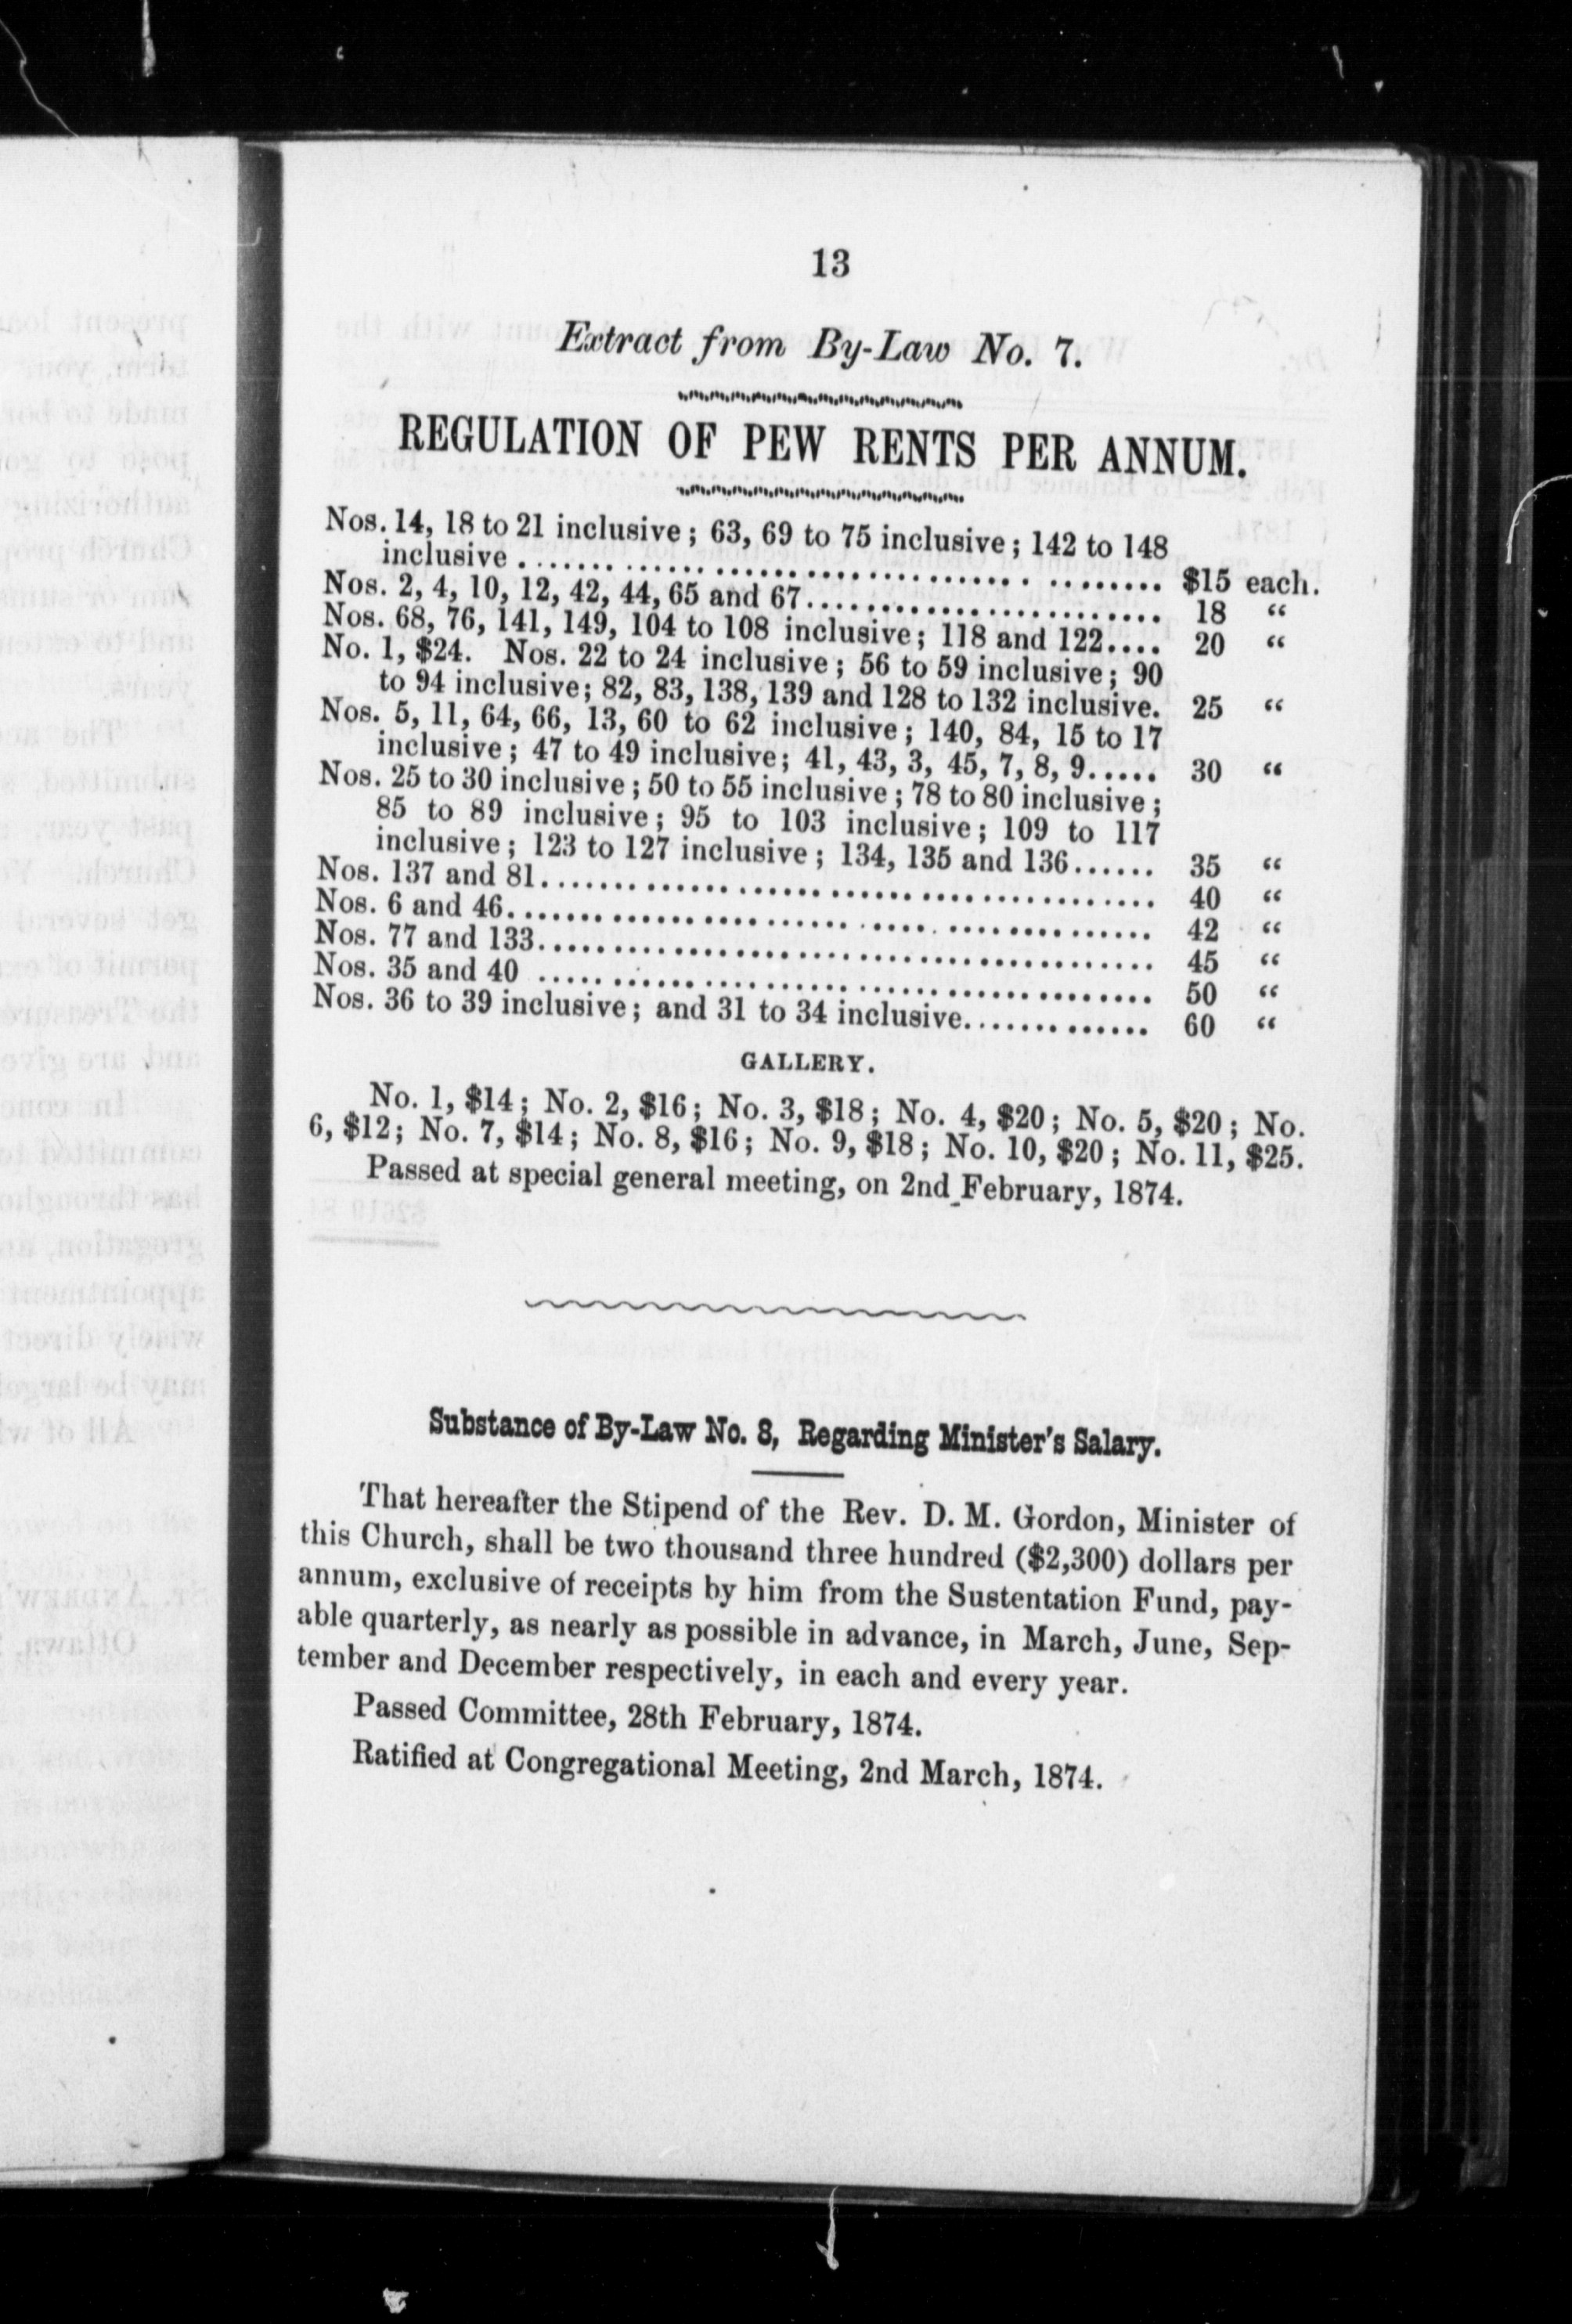 13
Extract from By-Law No. 7.
REGULATION OF PEW RENTS PER ANNUM.
Nos. 14, 18 to 21 inclusive; 63, 69 to 75 inclusive; 142 to 148
inclusive .................................................... $15 each.
Nos. 2, 4, 10, 12, 42, 44, 65 and 67........................ 18 “
Nos. 68, 76, 141, 149, 104 to 108 inclusive; 118 and 122.... 20 “
No. 1, $24. Nos. 22 to 24 inclusive; 56 to 59 inclusive; 90
to 94 inclusive; 82, 83, 138, 139 and 128 to 132 inclusive. 25 “
Nos. 5, 11, 64, 66, 13, 60 to 62 inclusive; 140, 84, 15 to 17
inclusive; 47 to 49 inclusive; 41, 43, 3, 45, 7, 8, 9..... 30 “
Nos. 25 to 30 inclusive; 50 to 55 inclusive; 78 to 80 inclusive;
85 to 89 inclusive; 95 to 103 inclusive; 109 to 117
inclusive; 123 to 127 inclusive; 134, 135 and 136...... 35 “
Nos. 137 and 81............................................ 40 “
Nos. 6 and 46.............................................. 42 “
Nos. 77 and 133............................................ 45 “
Nos. 35 and 40 ............................................ 50 “
Nos. 36 to 39 inclusive; and 31 to 34 inclusive............. 60 “
GALLERY.
No. 1, $14; No. 2, $16; No. 3, $18; No. 4, $20; No. 5, $20; No.
6, $12; No. 7, $14; No. 8, $16; No. 9, $18; No. 10, $20; No. 11, $25.
Passed at special general meeting, on 2nd February, 1874.
Substance of By-Law No. 8, Regarding Minister's Salary.
That hereafter the Stipend of the Rev. D. M. Gordon, Minister of
this Church, shall be two thousand three hundred ($2,300) dollars per
annum, exclusive of receipts by him from the Sustentation Fund, pay-
able quarterly, as nearly as possible in advance, in March, June, Sep-
tember and December respectively, in each and every year.
Passed Committee, 28th February, 1874.
Ratified at Congregational Meeting, 2nd March, 1874.